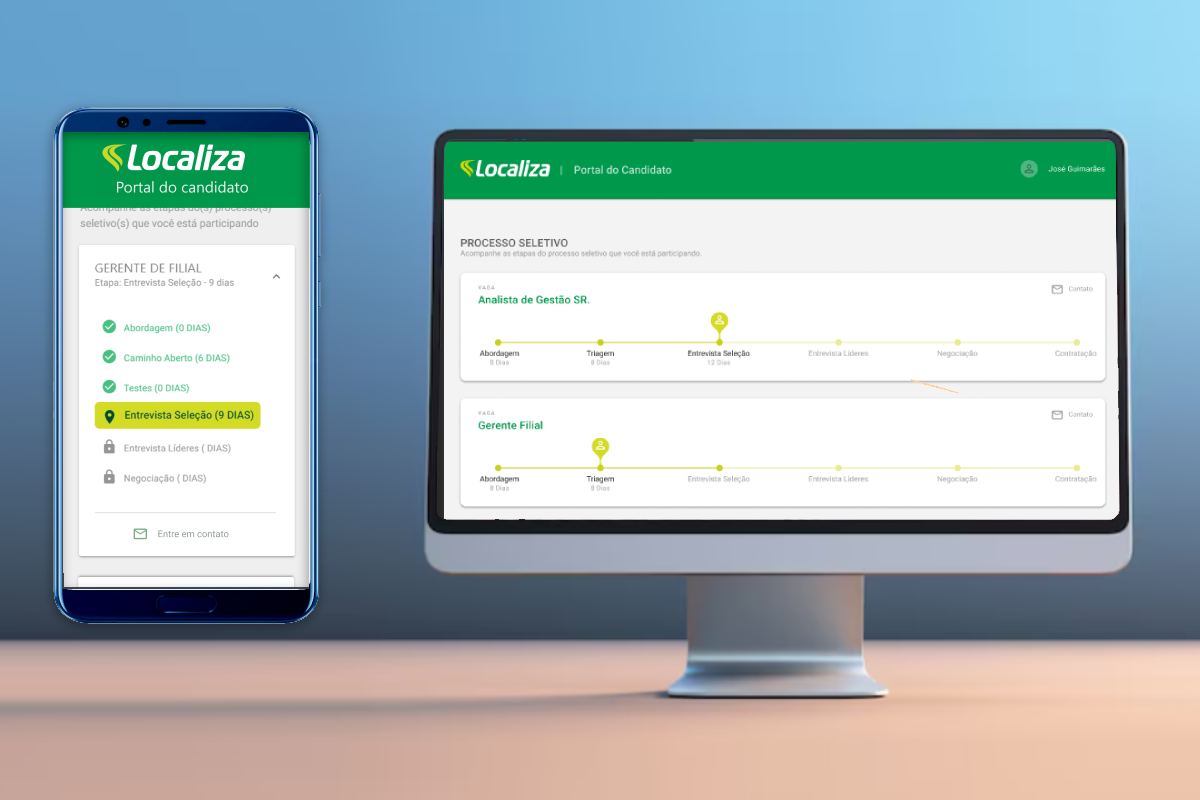 Localiza
Portal do candidato
Acompanhe as etapas do(s) processo(s)
seletivo(s) que você está participando
GERENTE DE FILIAL
Etapa: Entrevista Seleção - 9 dias
Abordagem (0 DIAS)
Caminho Aberto (6 DIAS)
Testes (0 DIAS)
Entrevista Seleção (9 DIAS)
Entrevista Líderes ( DIAS)
Negociação ( DIAS)
Entre em contato
Localiza | Portal do Candidato José Guimarães
PROCESSO SELETIVO
Acompanhe as etapas do processo seletivo que você está participando.
VAGA Contato
Analista de Gestão SR.
Abordagem Triagem Entrevista Seleção Entrevista Líderes Negociação Contratação
8 Dias 8 Dias 12 Dias
VAGA Contato
Gerente Filial
Abordagem Triagem Entrevista Seleção Entrevista Líderes Negociação Contratação
8 Dias 8 Dias